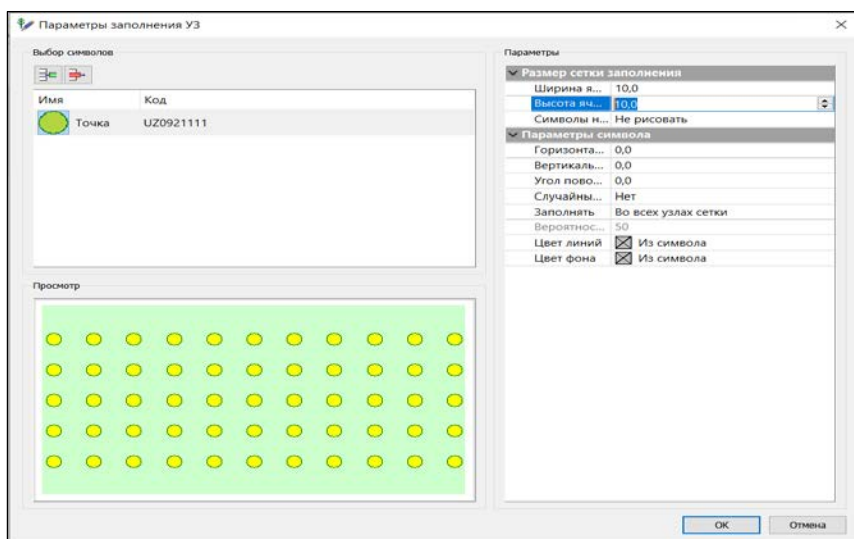 Параметры заполнения УЗ
Выбор символов
Имя Код
Точка UZ0921111
Просмотр
Параметры
Размер сетки заполнения
Ширина я... 10,0
Высота яч... 10,0
Символы н... Не рисовать
Параметры символа
Горизонта... 0,0
Вертикаль... 0,0
Угол пово... 0,0
Случайны... Нет
Заполнять Во всех узлах сетки
Вероятнос... 50
Цвет линий Из символа
Цвет фона Из символа
ОК Отмена